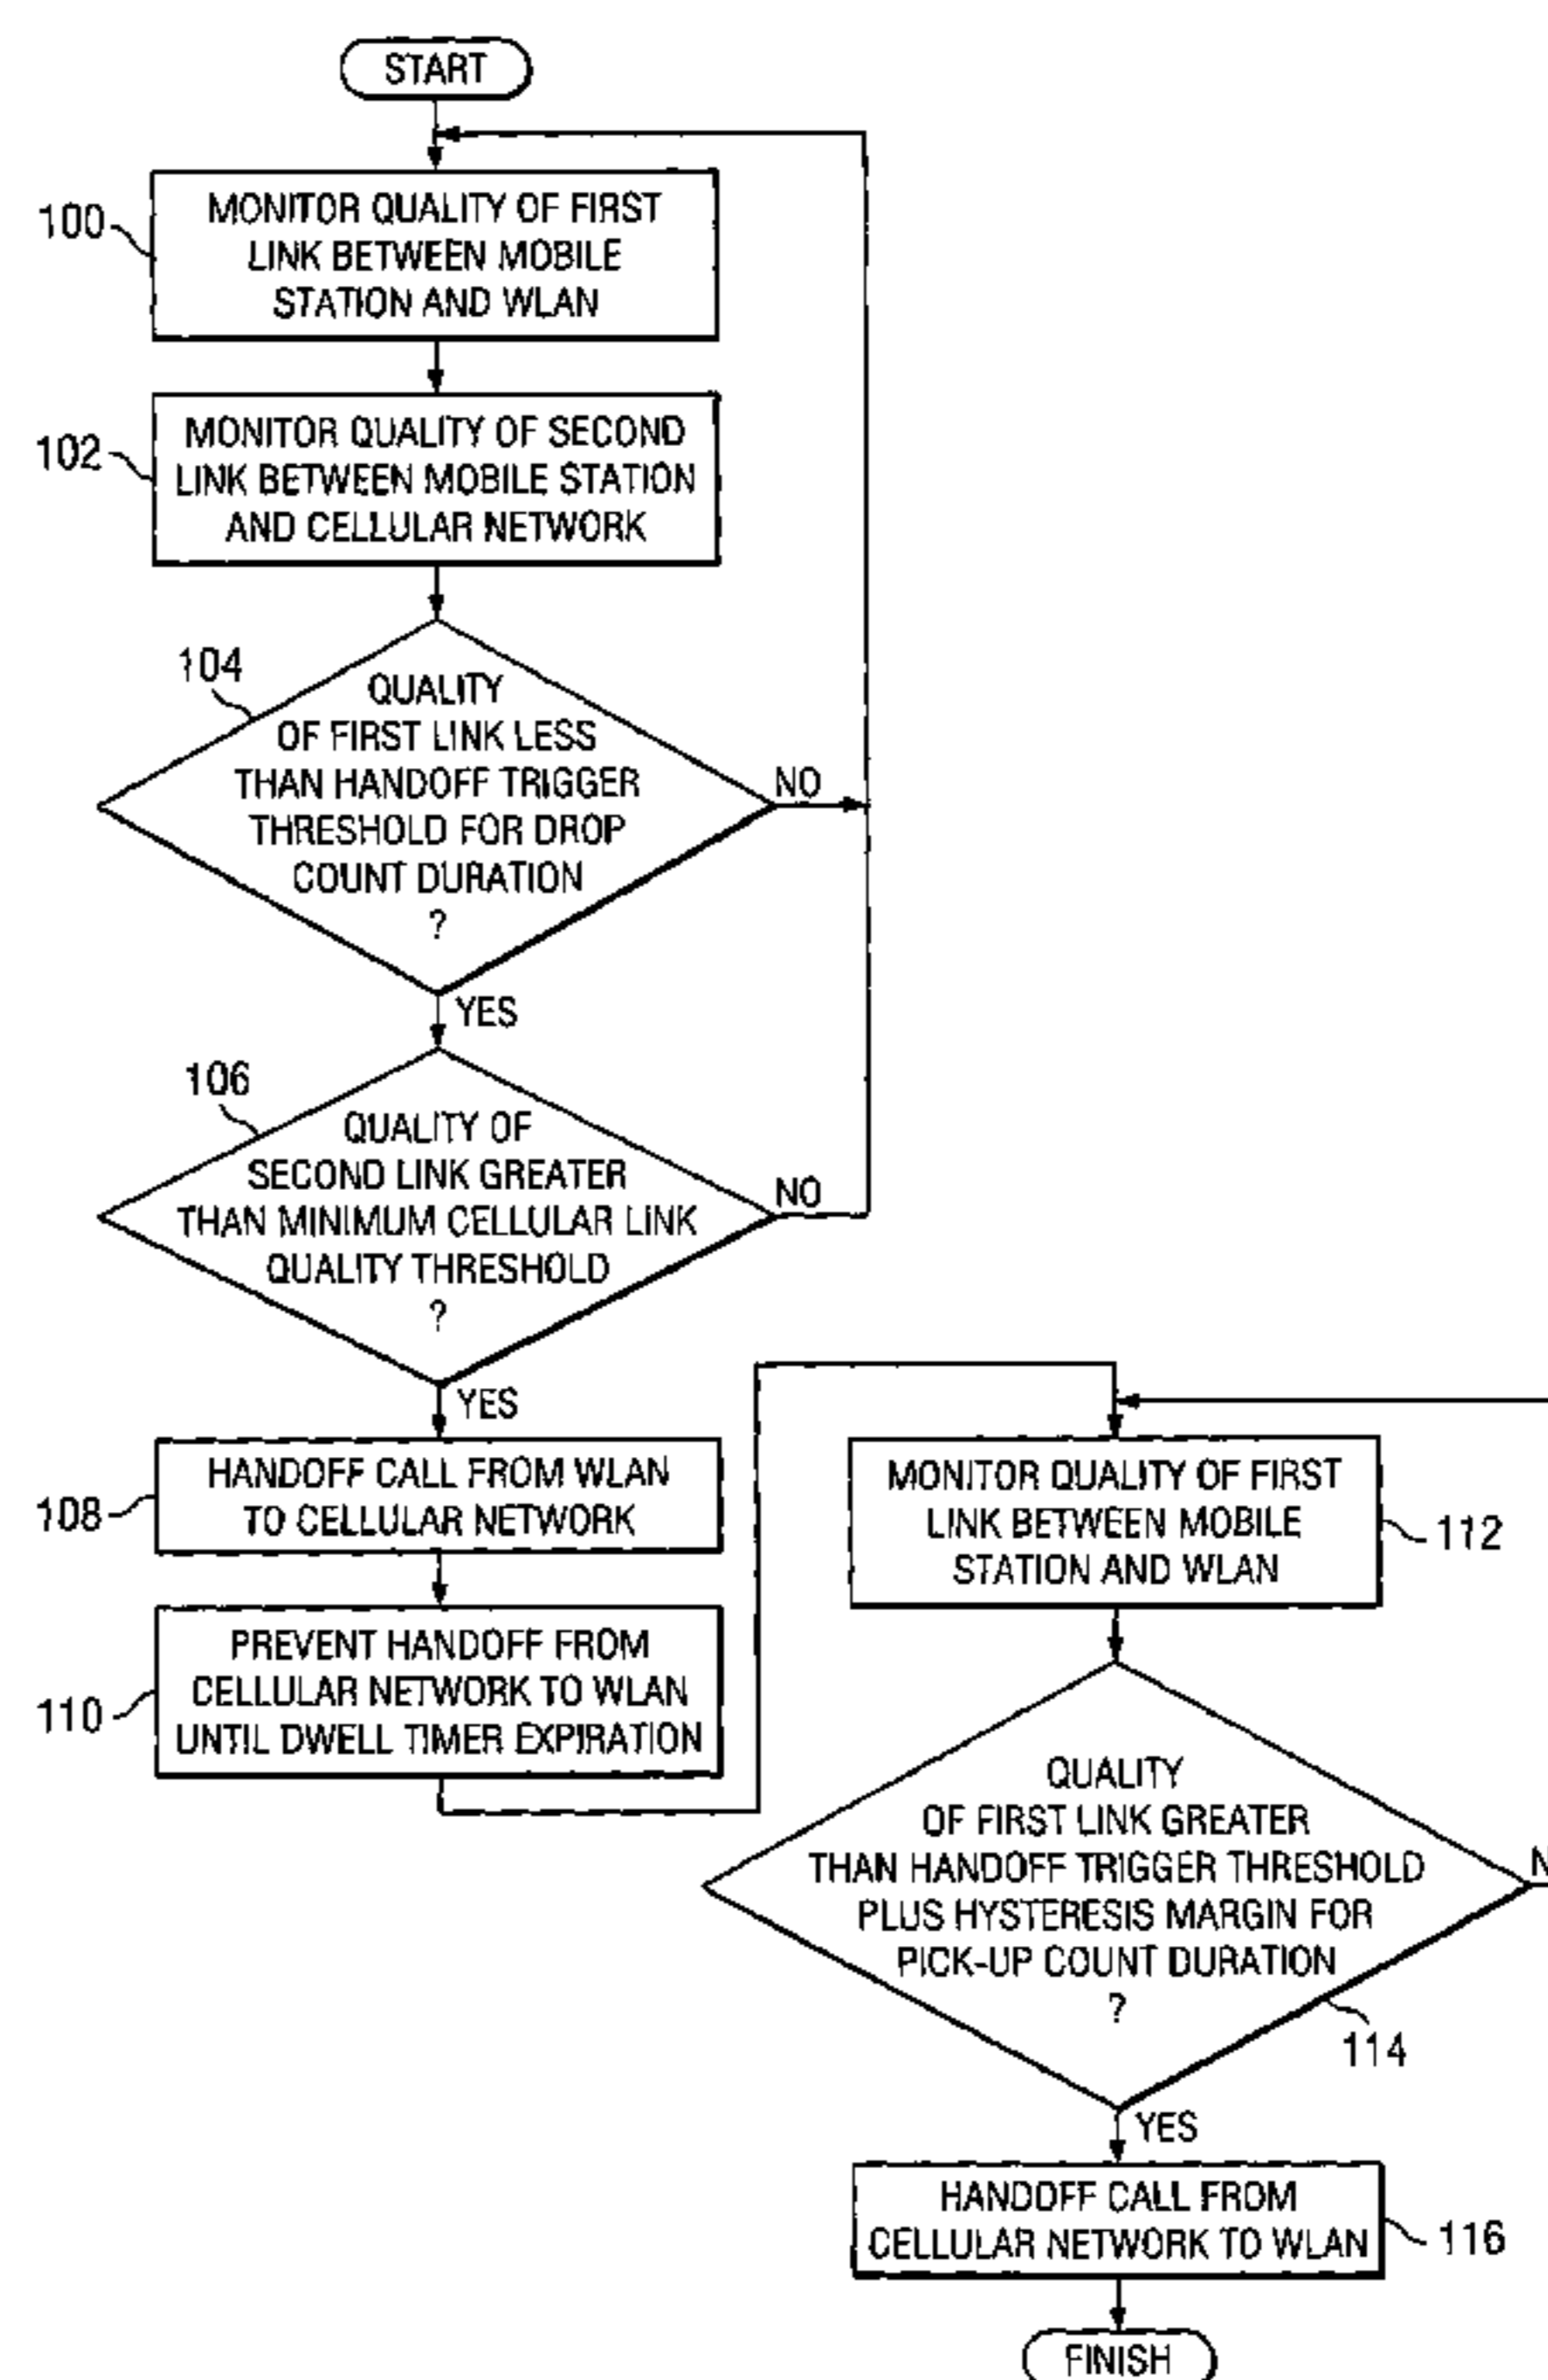 START
100
MONITOR QUALITY OF FIRST
LINK BETWEEN MOBILE
STATION AND WLAN
102
MONITOR QUALITY OF SECOND
LINK BETWEEN MOBILE STATION
AND CELLULAR NETWORK
104
QUALITY
OF FIRST LINK LESS
THAN HANDOFF TRIGGER
THRESHOLD FOR DROP
COUNT DURATION
?
NO
YES
106
QUALITY OF
SECOND LINK GREATER
THAN MINIMUM CELLULAR LINK
QUALITY THRESHOLD
?
NO
YES
108
HANDOFF CALL FROM WLAN
TO CELLULAR NETWORK
110
PREVENT HANDOFF FROM
CELLULAR NETWORK TO WLAN
UNTIL DWELL TIMER EXPIRATION
MONITOR QUALITY OF FIRST
LINK BETWEEN MOBILE
STATION AND WLAN
112
QUALITY
OF FIRST LINK GREATER
THAN HANDOFF TRIGGER THRESHOLD
PLUS HYSTERESIS MARGIN FOR
PICK-UP COUNT DURATION
?
114
YES
HANDOFF CALL FROM
CELLULAR NETWORK TO WLAN
116
FINISH